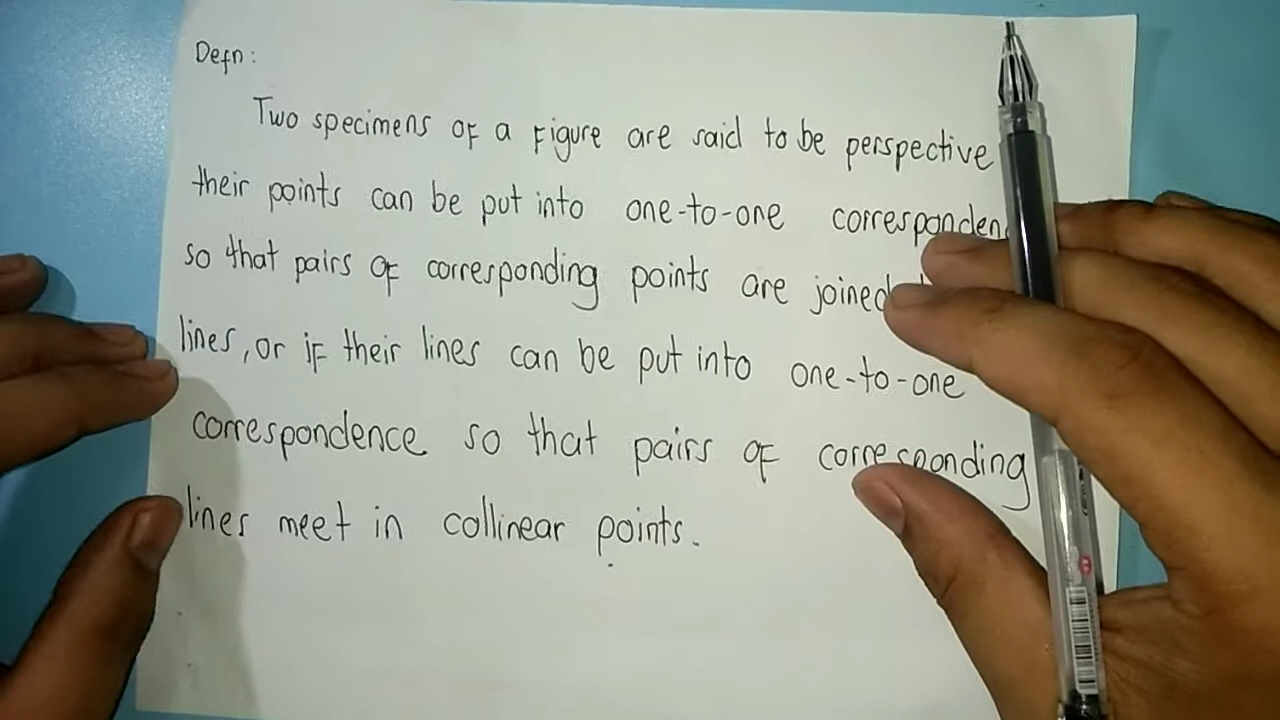 Defn:
Two specimens of a figure are said to be perspective
their points can be put into one-to-one
so that pairs of corresponding points are joined
lines, or if their lines can be put into one-to-one
correspondence so that pairs of corresponding
lines meet in collinear points.